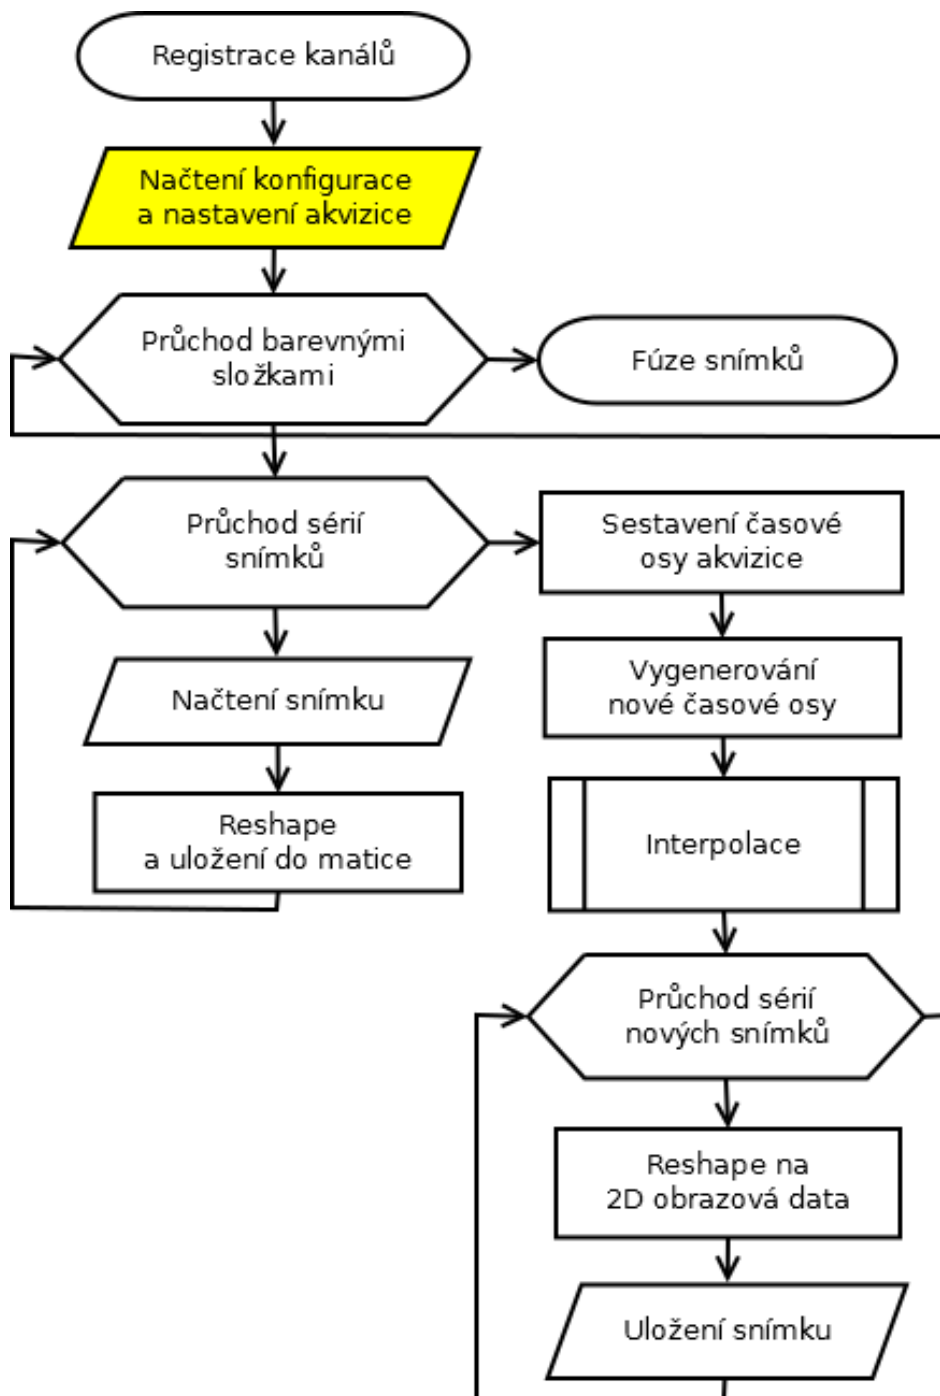 Registrace kanálů
Načtení konfigurace
a nastavení akvizice
Průchod barevnými
složkami
Fúze snímků
Průchod sérií
snímků
Načtení snímku
Reshape
a uložení do matice
Sestavení časové
osy akvizice
Vygenerování
nové časové osy
Interpolace
Průchod sérií
nových snímků
Reshape na
2D obrazová data
Uložení snímku